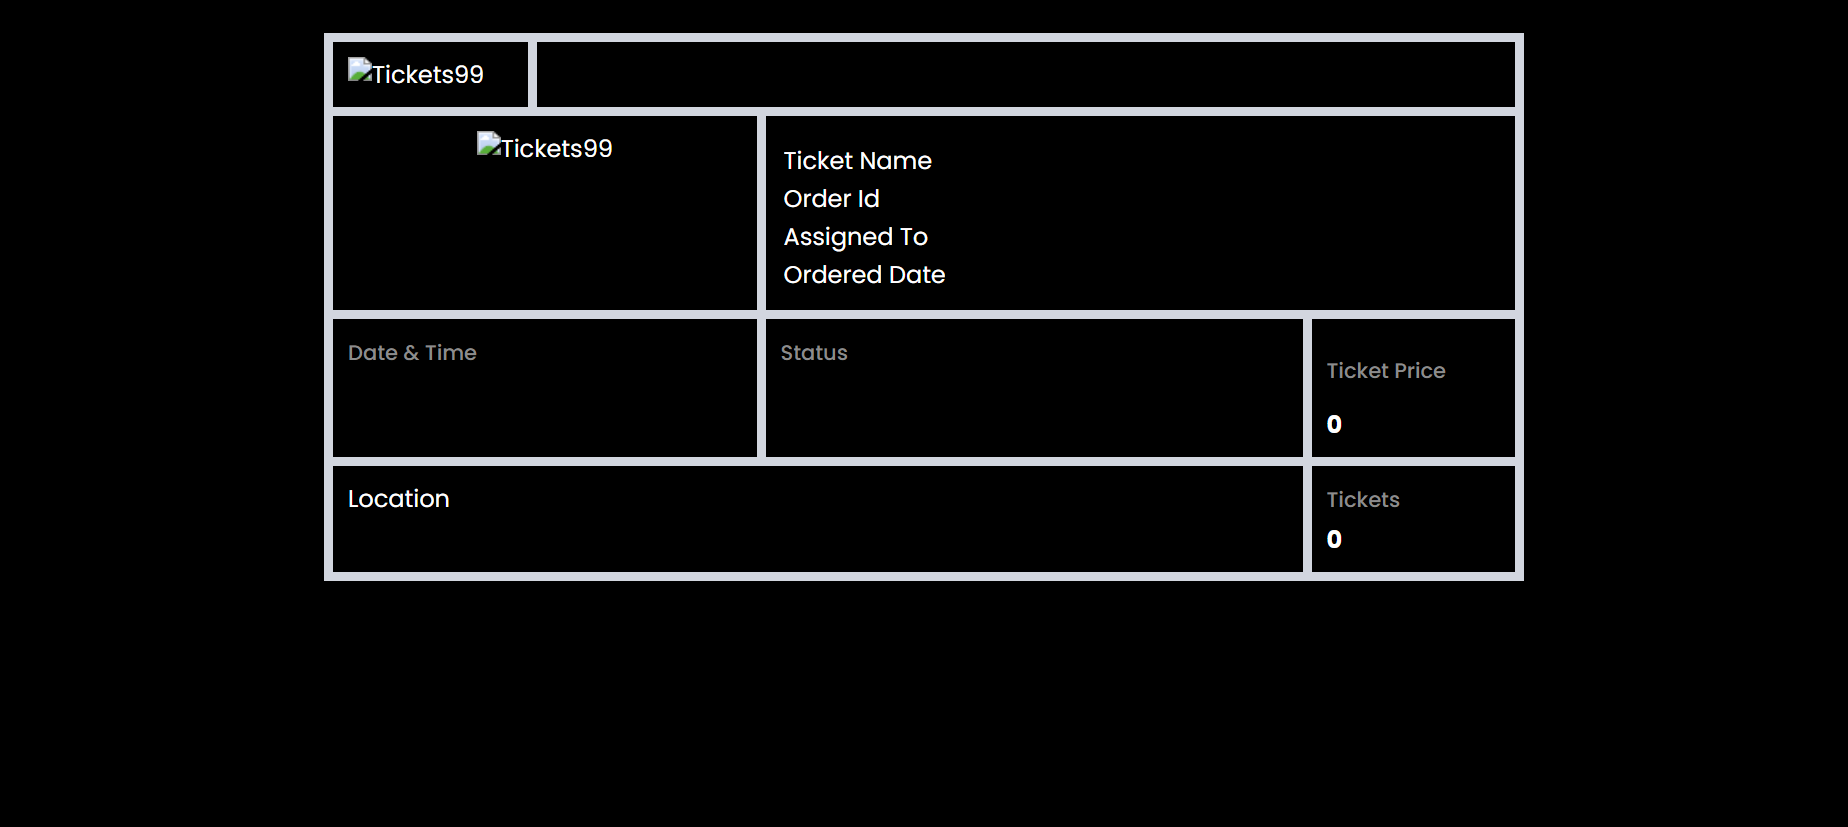 Tickets99
Tickets99
Ticket Name
Order Id
Assigned To
Ordered Date
Date & Time
Status
Ticket Price
0
Location
Tickets
0